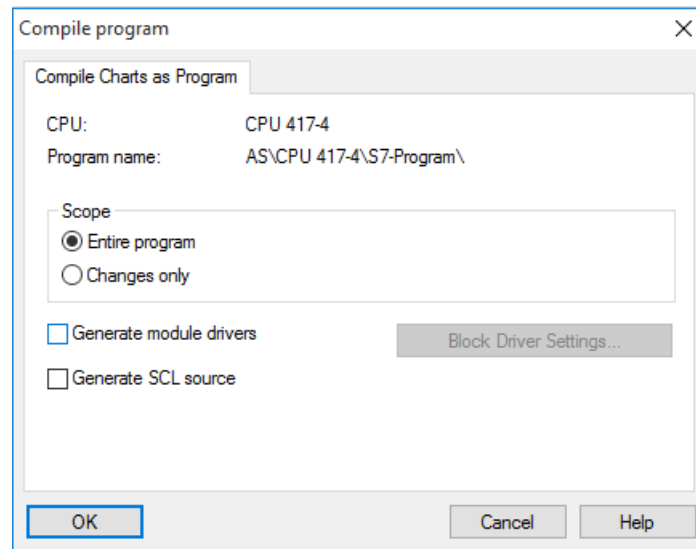 Compile program
Compile Charts as Program
CPU: CPU 417-4
Program name: AS\CPU 417-4\S7-Program\
Scope
Entire program
Changes only
Generate module drivers Block Driver Settings...
Generate SCL source
OK Cancel Help